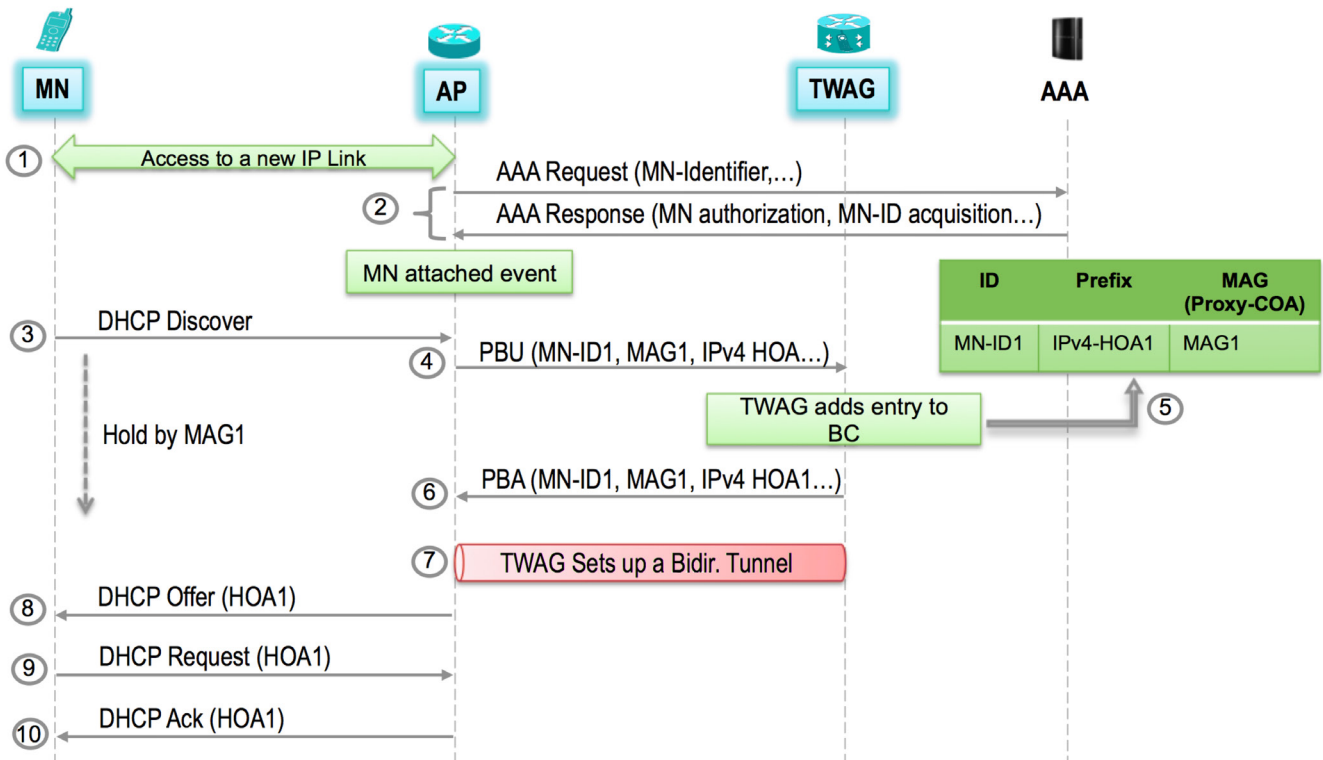 MN
AP
TWAG
AAA
1
Access to a new IP Link
AAA Request (MN-Identifier,…)
2
AAA Response (MN authorization, MN-ID acquisition…)
MN attached event
ID Prefix MAG
(Proxy-COA)
MN-ID1 IPv4-HOA1 MAG1
3
DHCP Discover
4
PBU (MN-ID1, MAG1, IPv4 HOA…)
TWAG adds entry to
BC
5
Hold by MAG1
6
PBA (MN-ID1, MAG1, IPv4 HOA1…)
7
TWAG Sets up a Bidir. Tunnel
8
DHCP Offer (HOA1)
9
DHCP Request (HOA1)
10
DHCP Ack (HOA1)